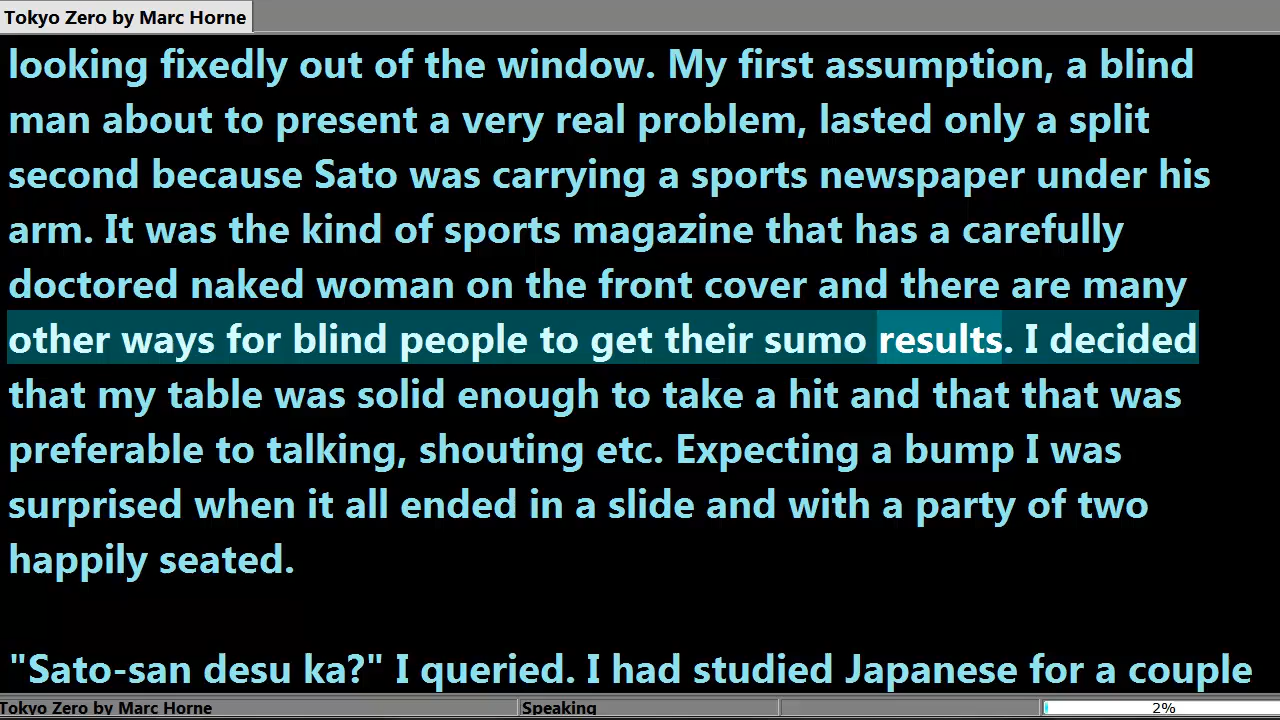 Tokyo Zero by Marc Horne
looking fixedly out of the window. My first assumption, a blind
man about to present a very real problem, lasted only a split
second because Sato was carrying a sports newspaper under his
arm. It was the kind of sports magazine that has a carefully
doctored naked woman on the front cover and there are many
other ways for blind people to get their sumo results. I decided
that my table was solid enough to take a hit and that that was
preferable to talking, shouting etc. Expecting a bump I was
surprised when it all ended in a slide and with a party of two
happily seated.
"Sato-san desu ka?" I queried. I had studied Japanese for a couple
Tokyo Zero by Marc Horne Speaking 2%